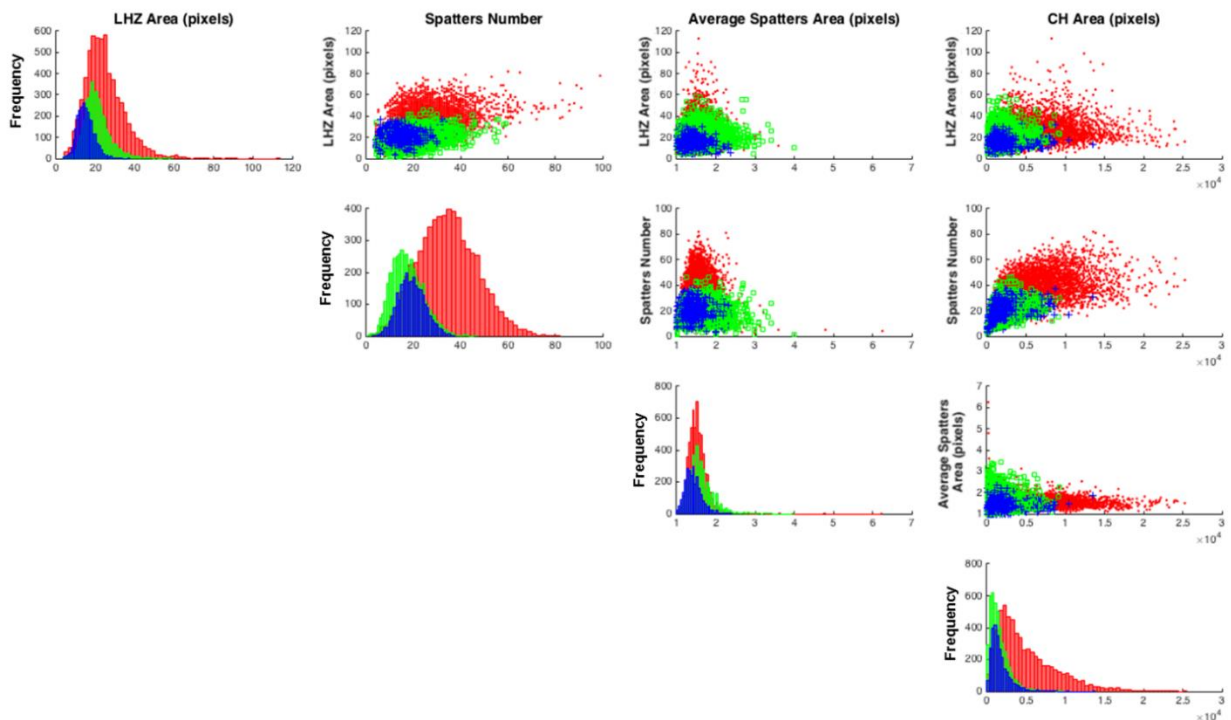 LHZ Area (pixels)
Spatters Number
Average Spatters Area (pixels)
CH Area (pixels)
Frequency
600
500
400
300
200
100
0
0 20 40 60 80 100 120
LHZ Area (pixels)
120
100
80
60
40
20
0
0 20 40 60 80 100
LHZ Area (pixels)
120
100
80
60
40
20
0
1 2 3 4 5 6 7
LHZ Area (pixels)
120
100
80
60
40
20
0
0 0.5 1 1.5 2 2.5 3
×10⁴
Frequency
400
300
200
100
0
0 20 40 60 80 100
Spatters Number
100
80
60
40
20
0
1 2 3 4 5 6 7
Spatters Number
100
80
60
40
20
0
0 0.5 1 1.5 2 2.5 3
×10⁴
Frequency
800
600
400
200
0
1 2 3 4 5 6 7
Average Spatters
Area (pixels)
7
6
5
4
3
2
1
0 0.5 1 1.5 2 2.5 3
×10⁴
Frequency
800
600
400
200
0
0 0.5 1 1.5 2 2.5 3
×10⁴